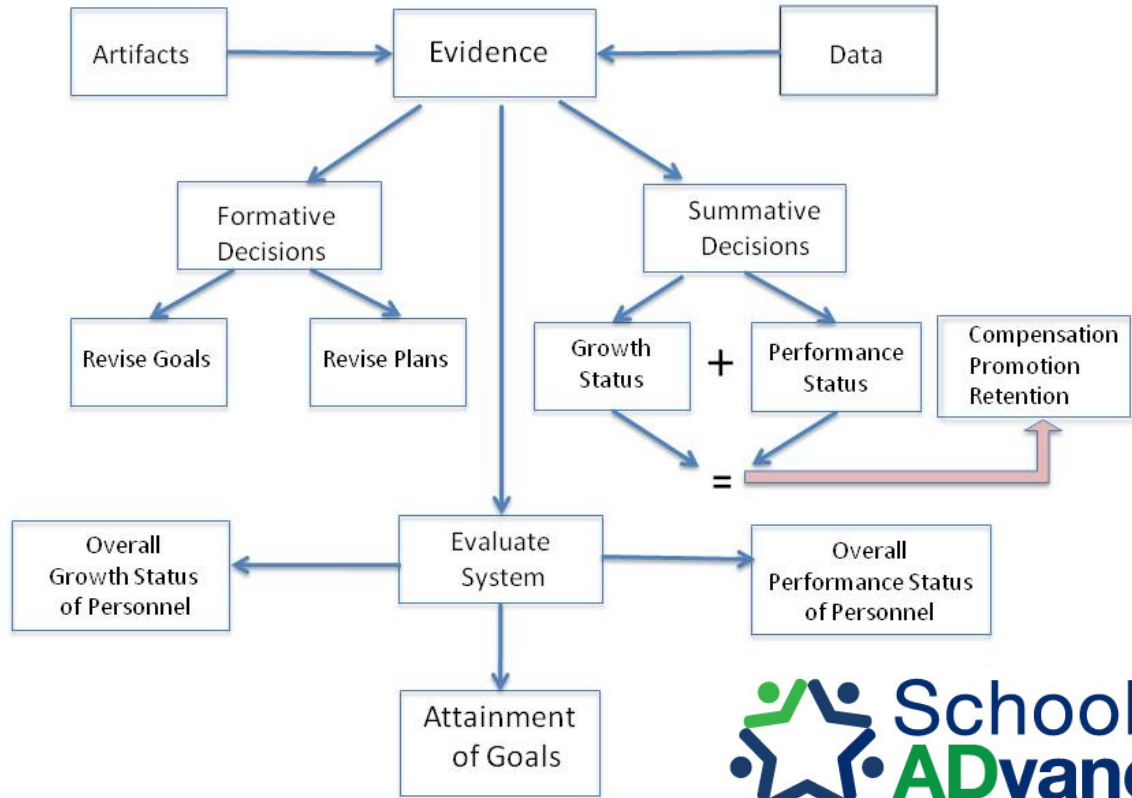 Artifacts
Evidence
Data
Formative
Decisions
Summative
Decisions
Revise Goals
Revise Plans
Growth
Status
+
Performance
Status
Compensation
Promotion
Retention
=
Overall
Growth Status
of Personnel
Evaluate
System
Overall
Performance Status
of Personnel
Attainment
of Goals
School
ADvanc